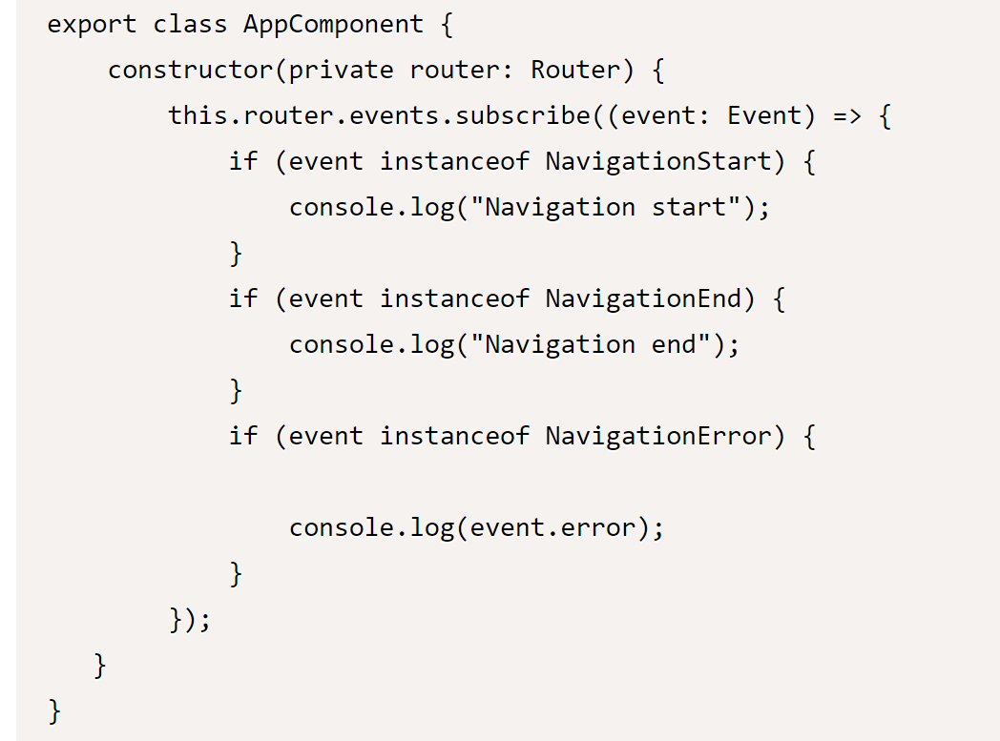 export class AppComponent {
    constructor(private router: Router) {
        this.router.events.subscribe((event: Event) => {
            if (event instanceof NavigationStart) {
                console.log("Navigation start");
            }
            if (event instanceof NavigationEnd) {
                console.log("Navigation end");
            }
            if (event instanceof NavigationError) {

                console.log(event.error);
            }
        });
   }
}